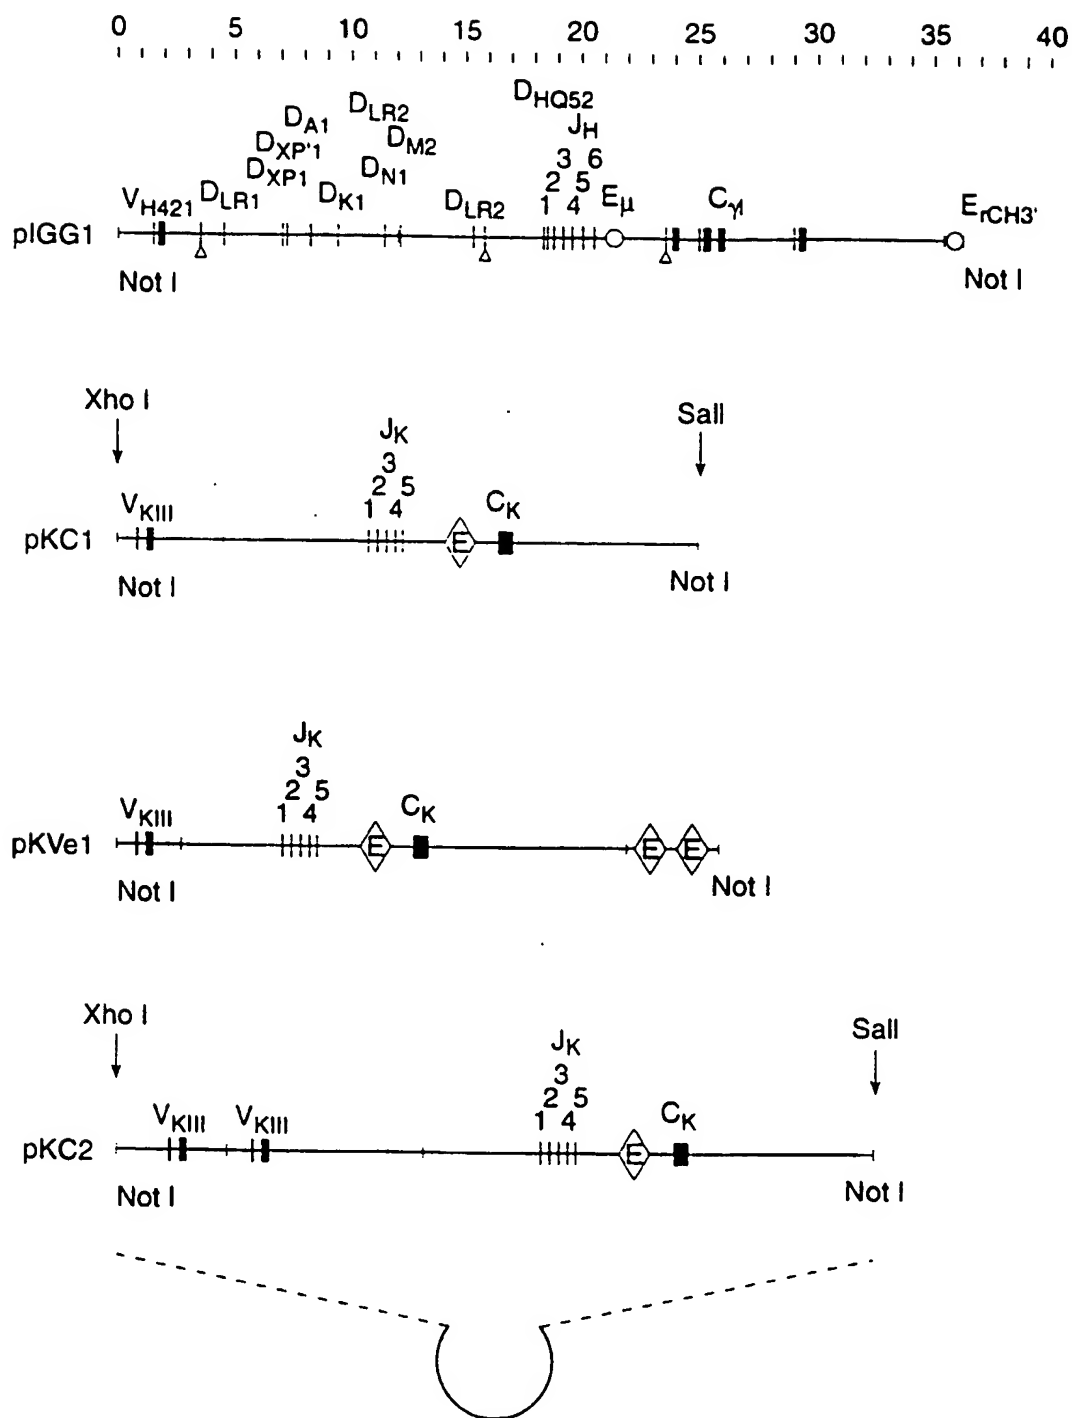 0 5 10 15 20 25 30 35 40
DHQ52
DLR2
DA1
JH
DXP'1
DM2
3 6
DXP1
DN1
2 5
VH421
DLR1
DK1
DLR2
1 4
Eμ
CγI
ErCH3'
pIGG1
Not I
Not I
Xho I
SalI
JK
3
2 5
1 4
VKIII
CK
pKC1
E
Not I
Not I
JK
3
2 5
1 4
VKIII
CK
pKVe1
E
E
E
Not I
Not I
Xho I
SalI
JK
3
2 5
1 4
VKIII
VKIII
CK
pKC2
E
Not I
Not I